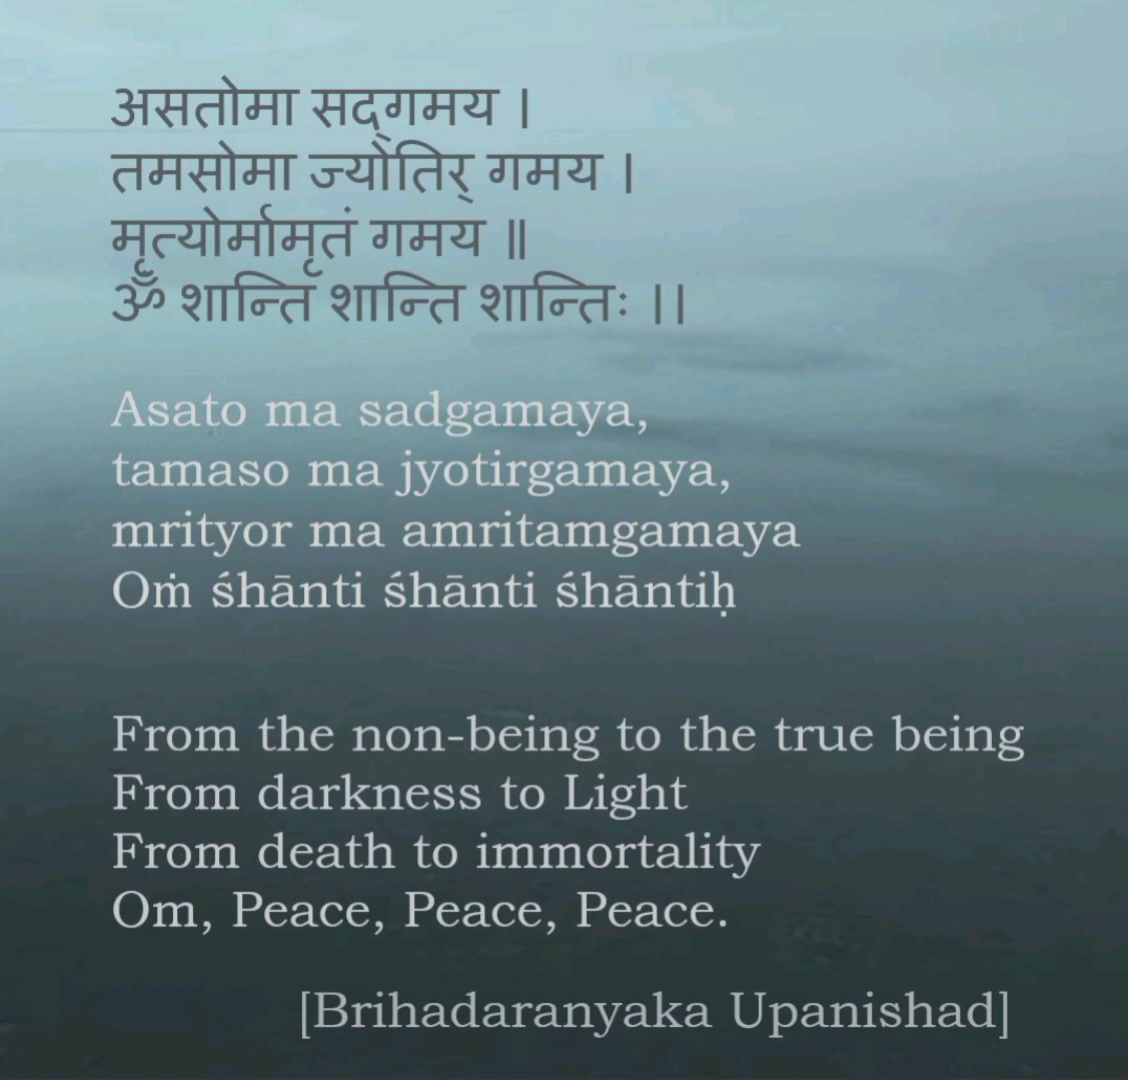 असतोमा सद्गमय |
तमसोमा ज्योतिर् गमय |
मृत्योर्मामृतं गमय ॥
ॐ शान्ति शान्ति शान्तिः ||
Asato ma sadgamaya,
tamaso ma jyotirgamaya,
mrityor ma amritamgamaya
Oṁ śhānti śhānti śhāntiḥ
From the non-being to the true being
From darkness to Light
From death to immortality
Om, Peace, Peace, Peace.
[Brihadaranyaka Upanishad]